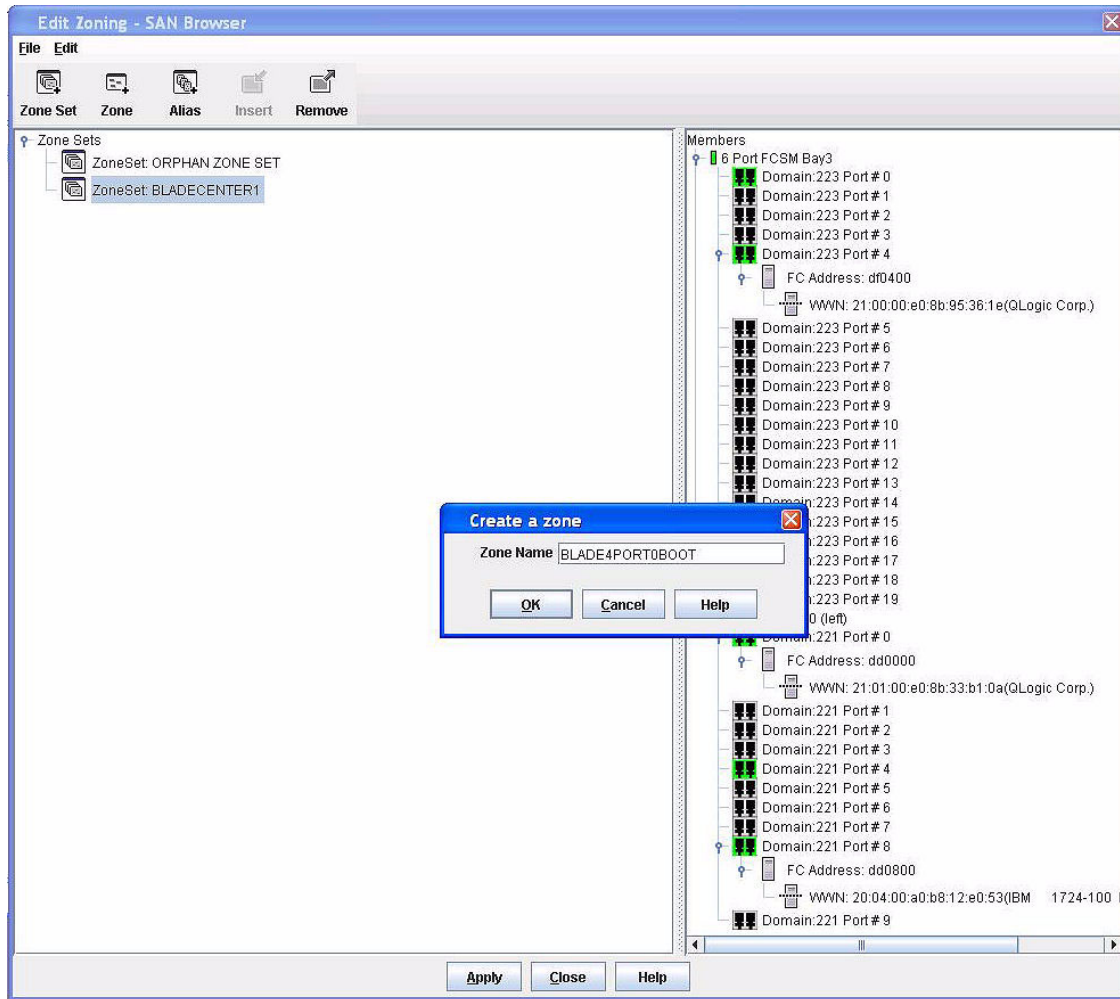 Edit Zoning - SAN Browser
File Edit
Zone Set Zone Alias Insert Remove
Zone Sets
ZoneSet: ORPHAN ZONE SET
ZoneSet: BLADECENTER1
Members
6 Port FCSM Bay3
Domain:223 Port # 0
Domain:223 Port # 1
Domain:223 Port # 2
Domain:223 Port # 3
Domain:223 Port # 4
FC Address: df0400
WWN: 21:00:00:e0:8b:95:36:1e(QLogic Corp.)
Domain:223 Port # 5
Domain:223 Port # 6
Domain:223 Port # 7
Domain:223 Port # 8
Domain:223 Port # 9
Domain:223 Port # 10
Domain:223 Port # 11
Domain:223 Port # 12
Domain:223 Port # 13
Domain:223 Port # 14
:223 Port # 15
:223 Port # 16
:223 Port # 17
:223 Port # 18
:223 Port # 19
0 (left)
Domain:221 Port # 0
FC Address: dd0000
WWN: 21:01:00:e0:8b:33:b1:0a(QLogic Corp.)
Domain:221 Port # 1
Domain:221 Port # 2
Domain:221 Port # 3
Domain:221 Port # 4
Domain:221 Port # 5
Domain:221 Port # 6
Domain:221 Port # 7
Domain:221 Port # 8
FC Address: dd0800
WWN: 20:04:00:a0:b8:12:e0:53(IBM 1724-100
Domain:221 Port # 9
Create a zone
Zone Name BLADE4PORT0BOOT
OK Cancel Help
Apply Close Help